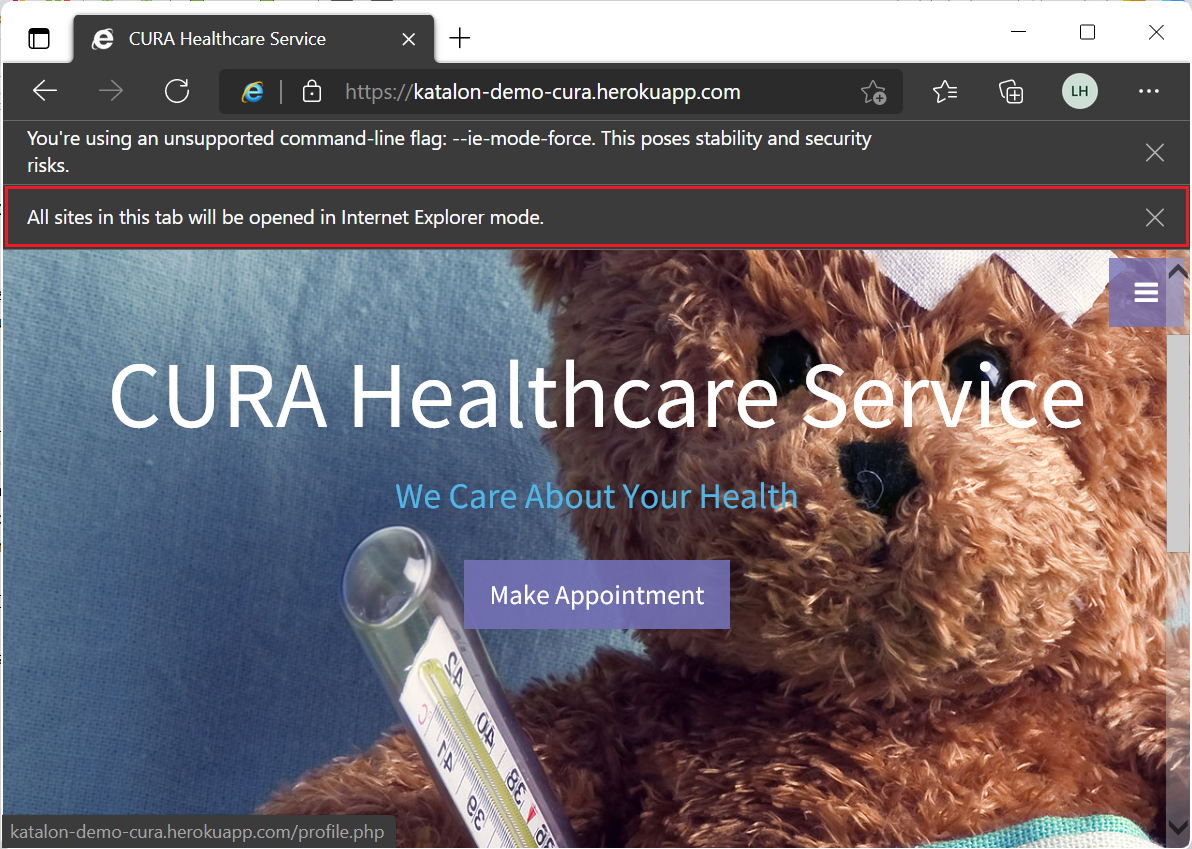 CURA Healthcare Service
https://katalon-demo-cura.herokuapp.com
LH
You're using an unsupported command-line flag: --ie-mode-force. This poses stability and security
risks.
All sites in this tab will be opened in Internet Explorer mode.
CURA Healthcare Service
We Care About Your Health
Make Appointment
42
C
40
41
38
39
katalon-demo-cura.herokuapp.com/profile.php